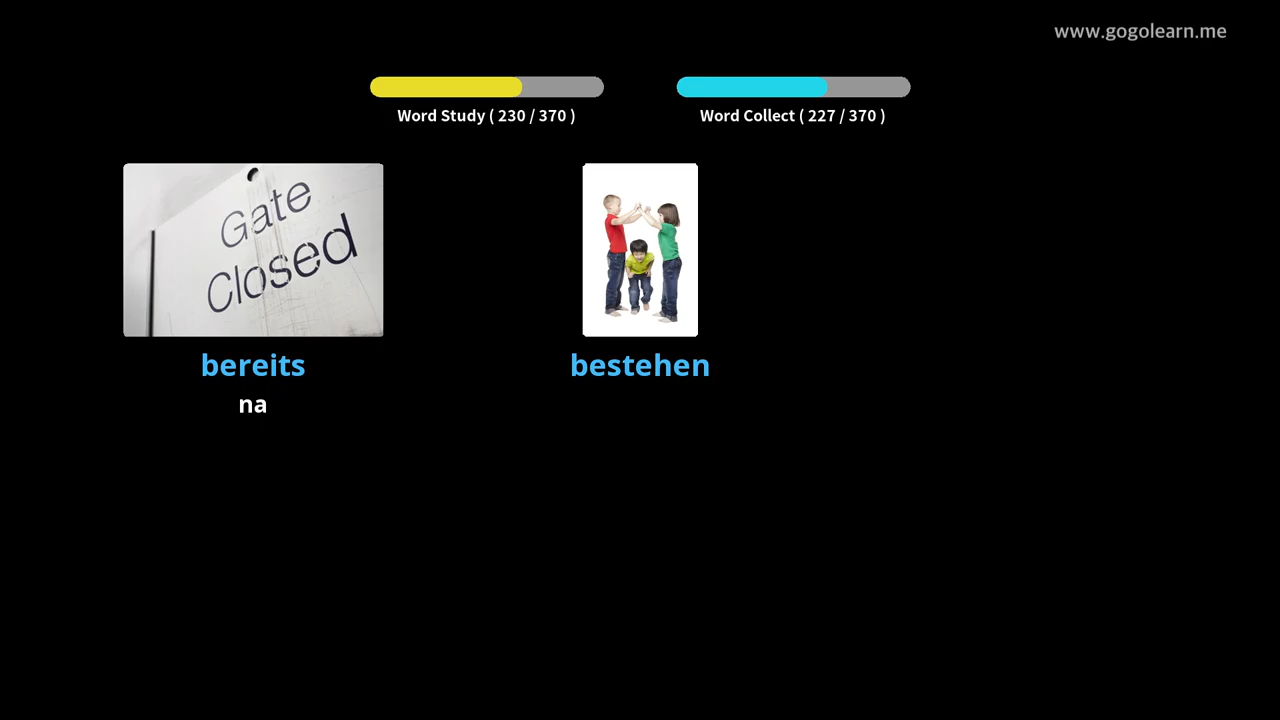 www.gogolearn.me
Word Study ( 230 / 370 )
Word Collect ( 227 / 370 )
Gate
Closed
bereits
na
bestehen